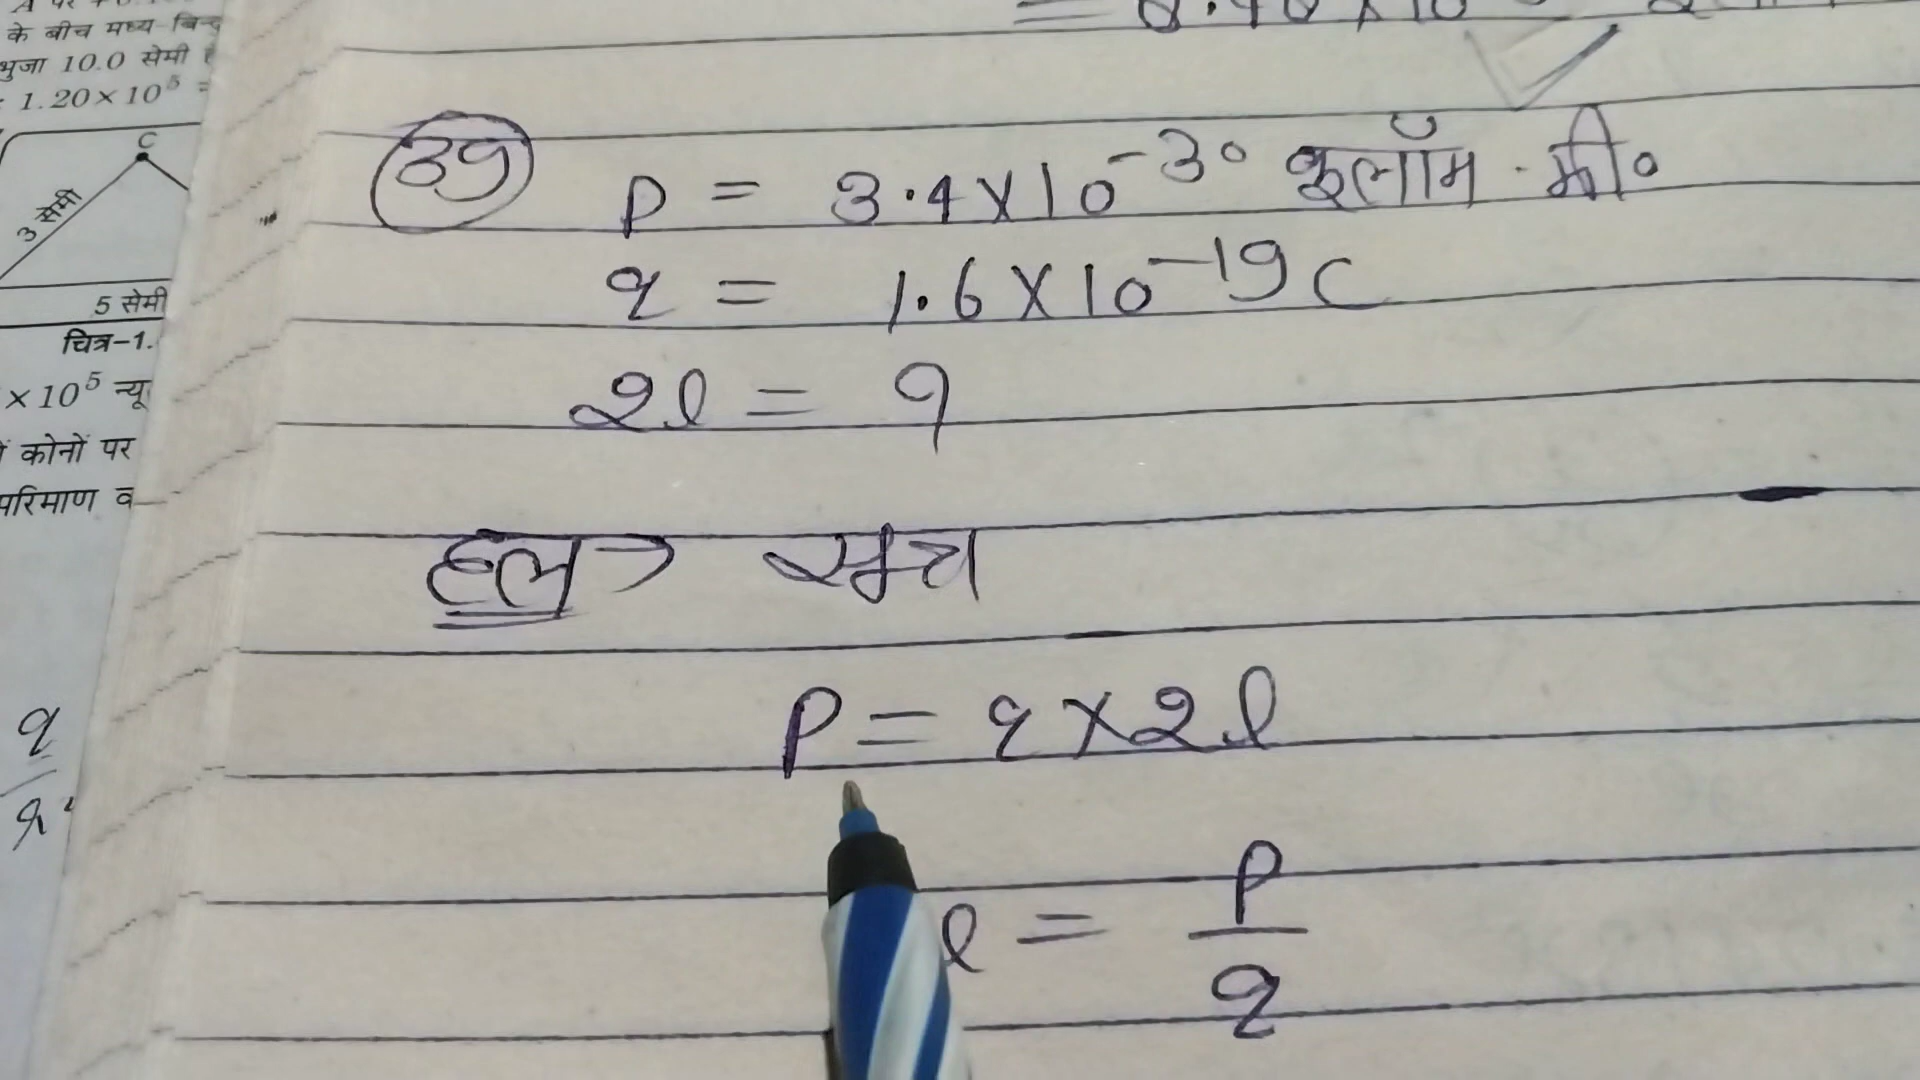 के बीच मध्य-बिन्दु
भुजा 10.0 सेमी
1.20×10⁵ =
C
3 सेमी
5 सेमी
चित्र-1.
×10⁵ न्यू
कोनों पर
परिमाण व
q
39
p = 3.4×10⁻³⁰ कूलॉम - मी०
q = 1.6×10⁻¹⁹C
2l = ?
हल→ सूत्र
P = q×2l
l = P/q